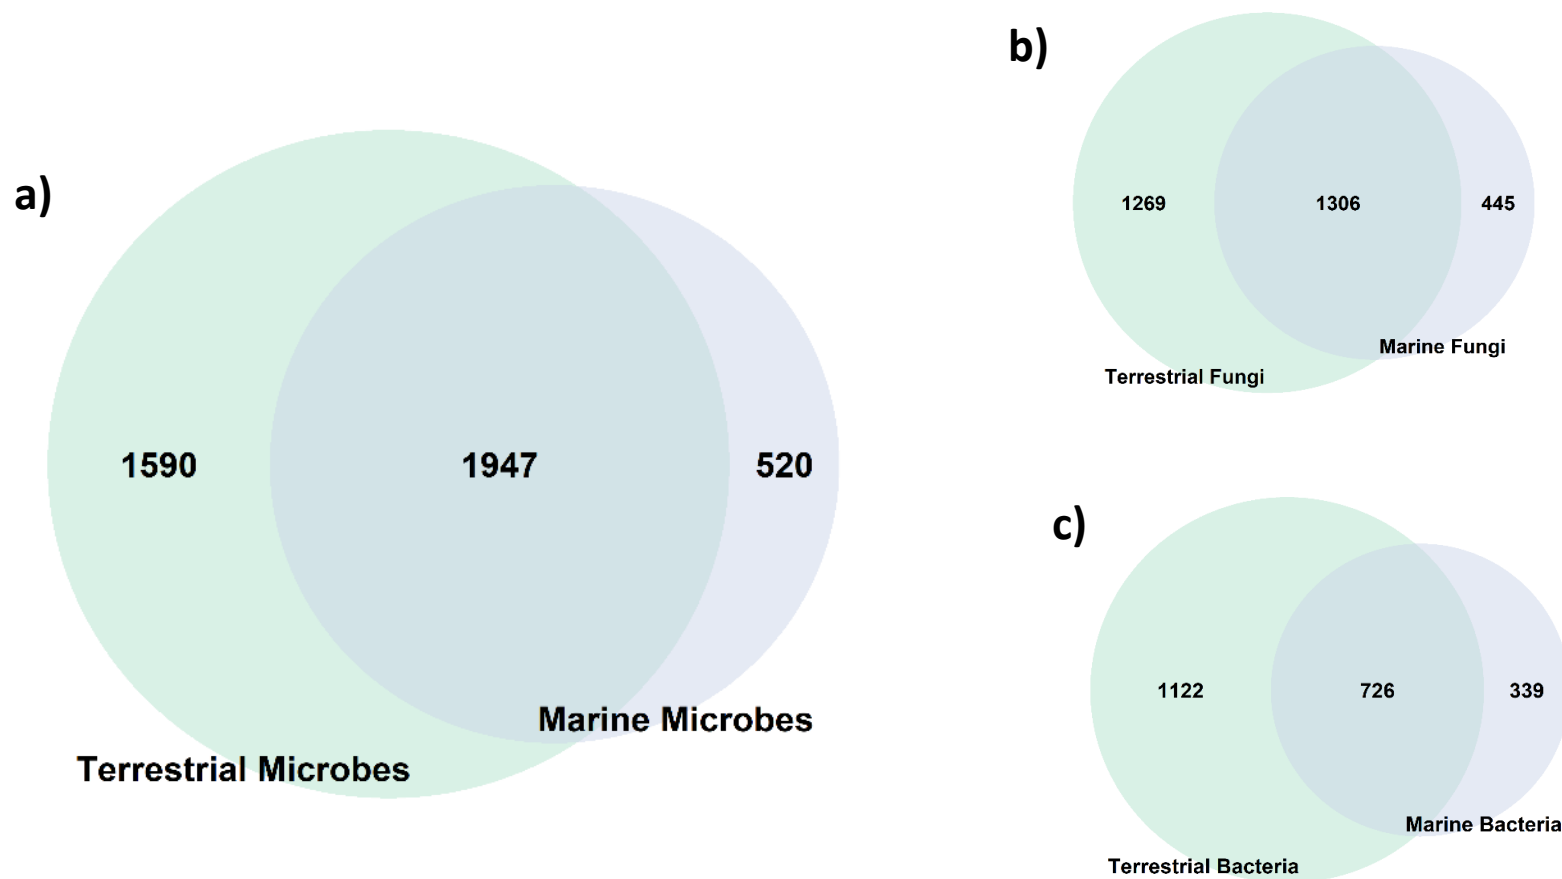 a)
1590
1947
520
Marine Microbes
Terrestrial Microbes
b)
1269
1306
445
Marine Fungi
Terrestrial Fungi
c)
1122
726
339
Marine Bacteria
Terrestrial Bacteria